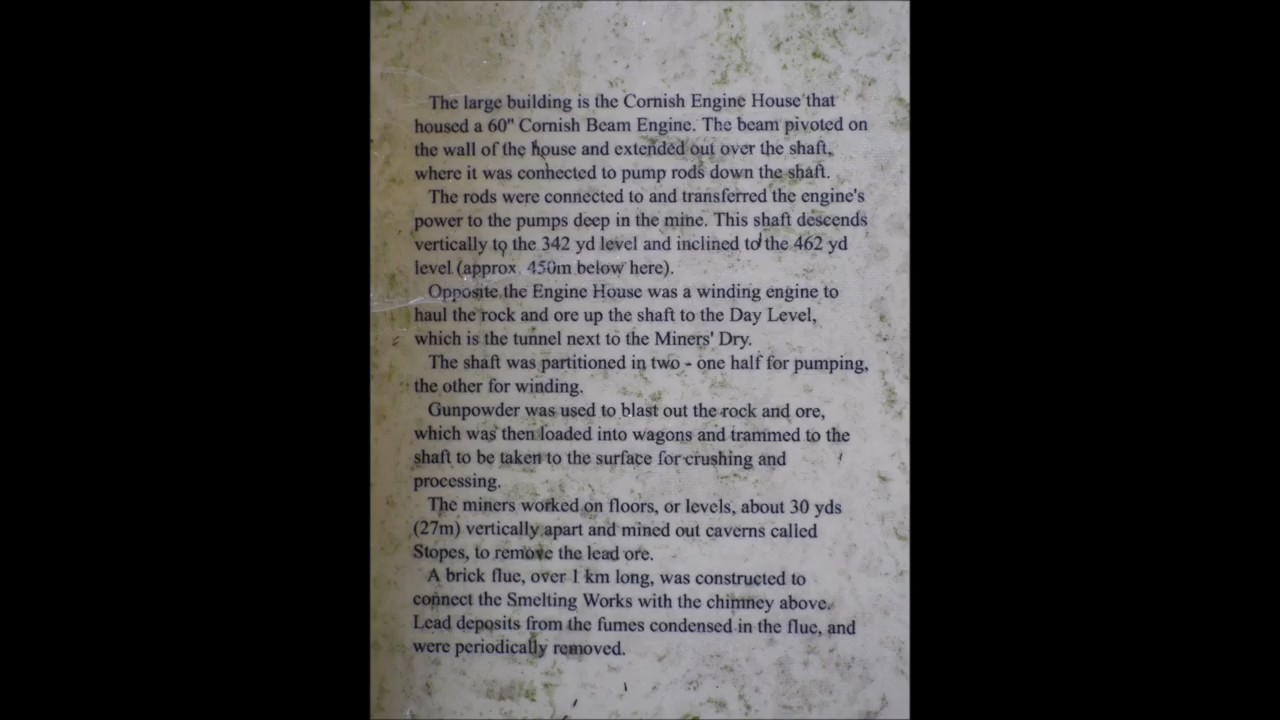 The large building is the Cornish Engine House that
housed a 60" Cornish Beam Engine. The beam pivoted on
the wall of the house and extended out over the shaft,
where it was connected to pump rods down the shaft.
The rods were connected to and transferred the engine's
power to the pumps deep in the mine. This shaft descends
vertically to the 342 yd level and inclined to the 462 yd
level (approx. 450m below here).
Opposite the Engine House was a winding engine to
haul the rock and ore up the shaft to the Day Level,
which is the tunnel next to the Miners' Dry.
The shaft was partitioned in two - one half for pumping,
the other for winding.
Gunpowder was used to blast out the rock and ore,
which was then loaded into wagons and trammed to the
shaft to be taken to the surface for crushing and
processing.
The miners worked on floors, or levels, about 30 yds
(27m) vertically apart and mined out caverns called
Stopes, to remove the lead ore.
A brick flue, over 1 km long, was constructed to
connect the Smelting Works with the chimney above.
Lead deposits from the fumes condensed in the flue, and
were periodically removed.